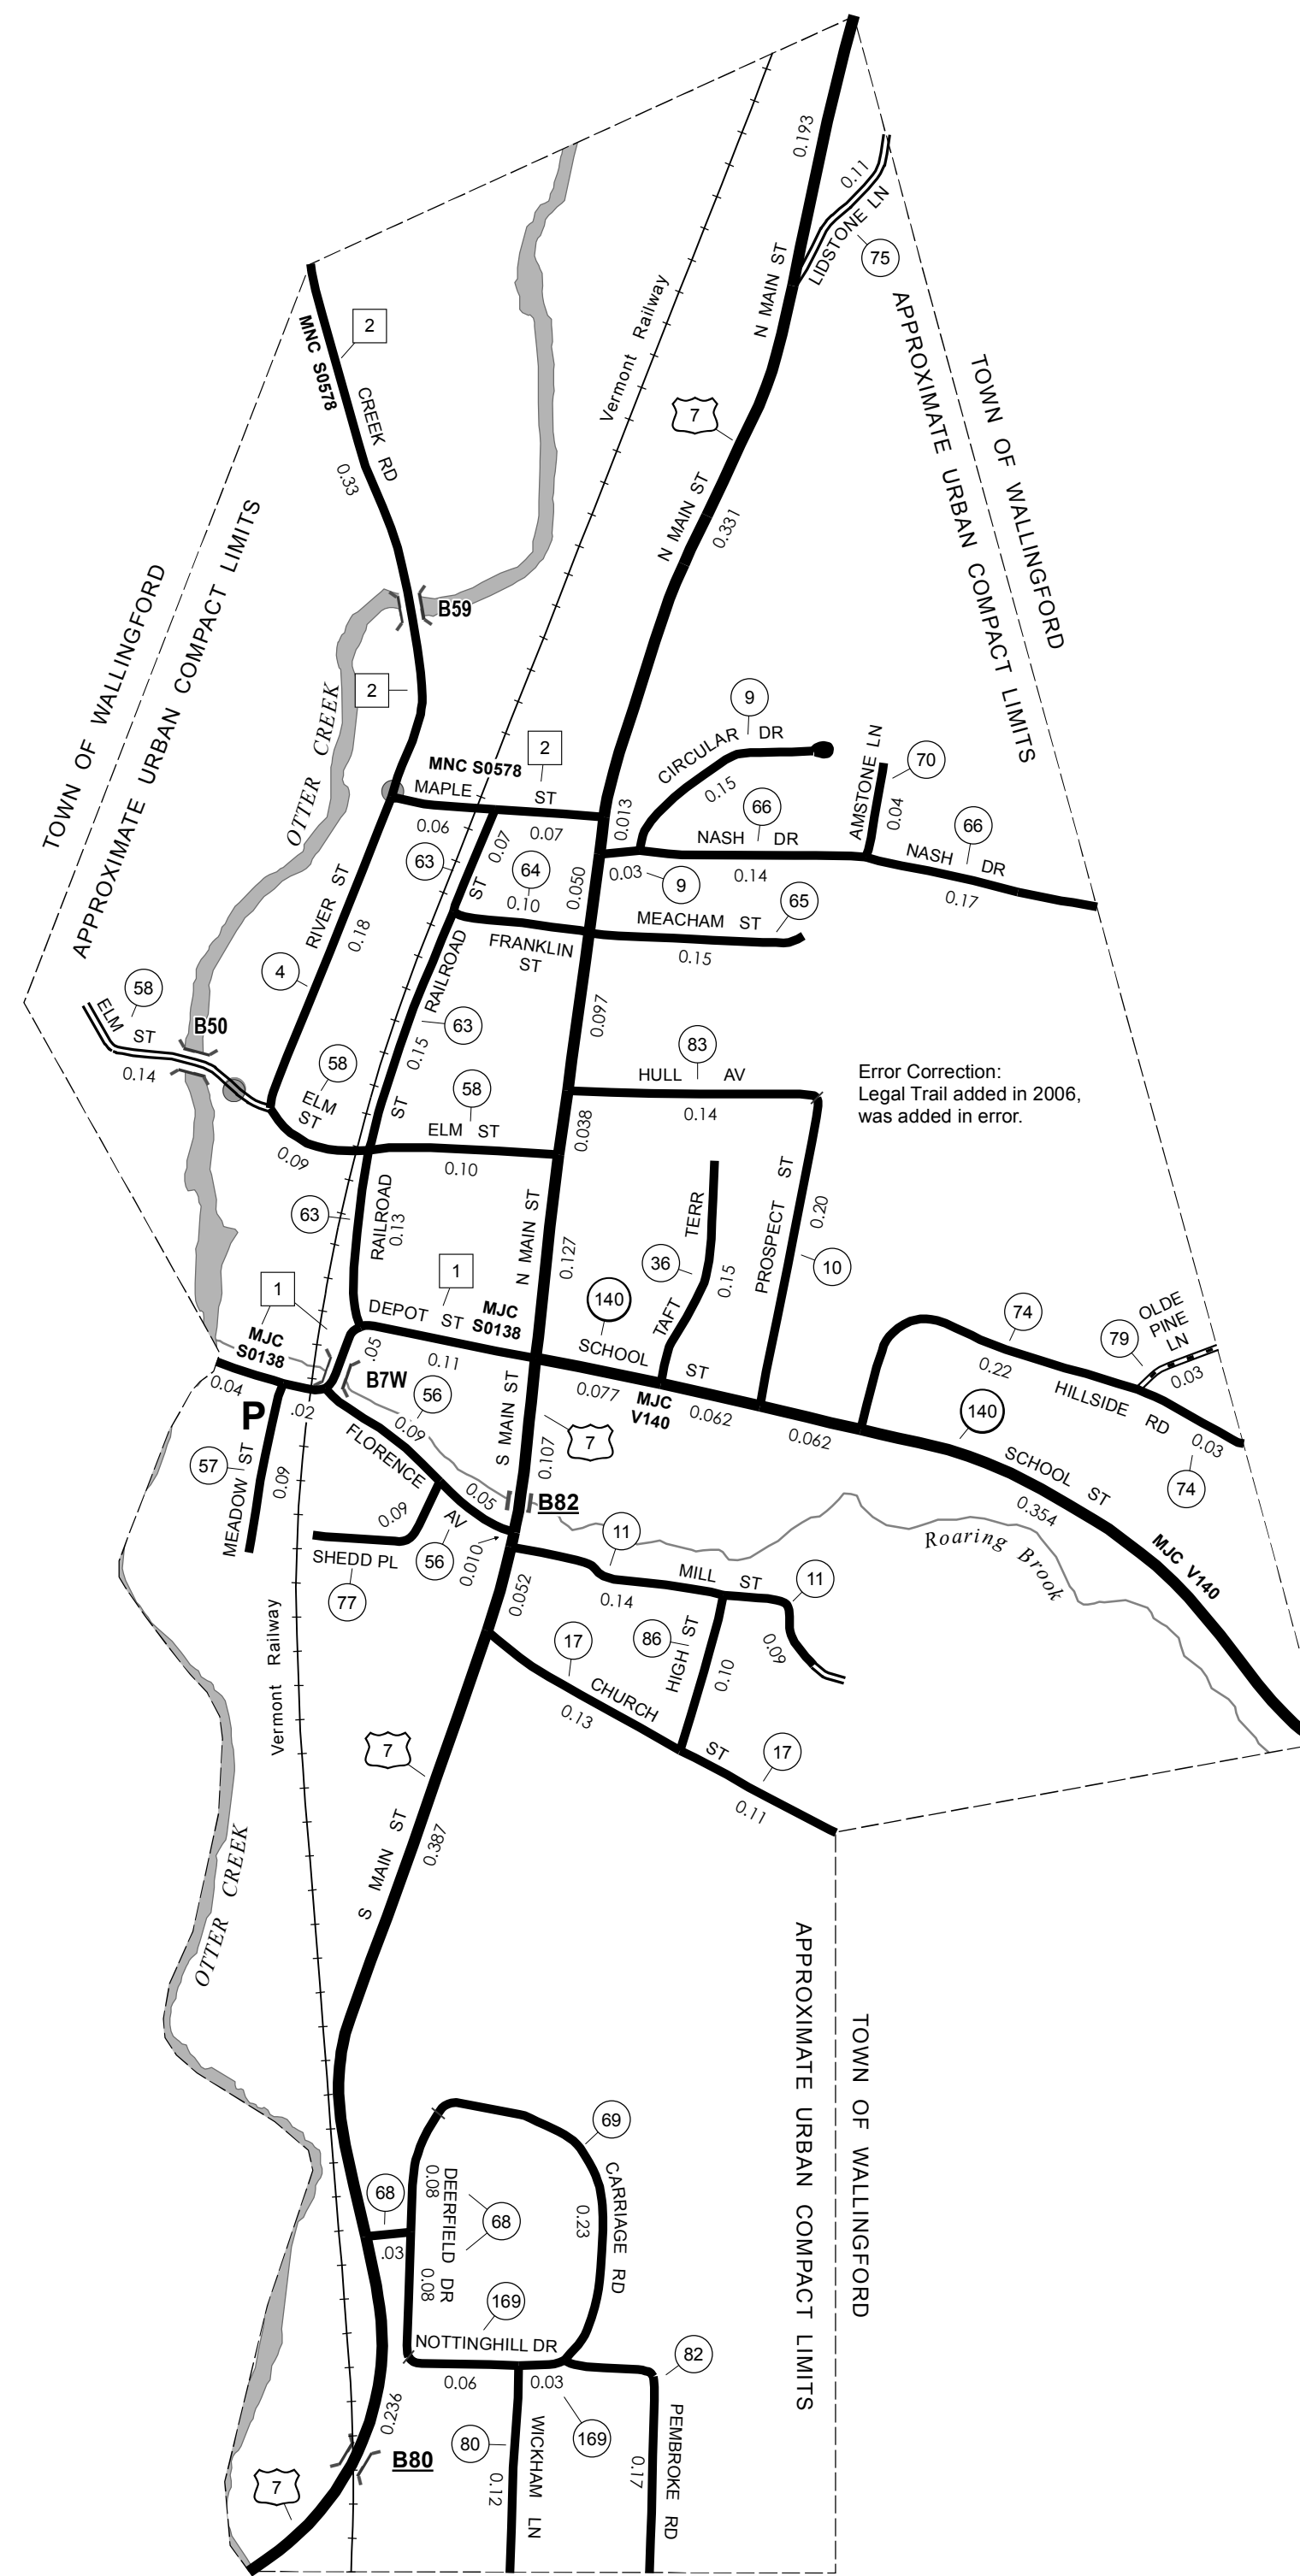 0.193
0.11
LIDSTONE LN
75
N MAIN ST
Vermont Railway
2
MNC S0578
CREEK RD
0.33
7
APPROXIMATE URBAN COMPACT LIMITS
TOWN OF WALLINGFORD
N MAIN ST
0.331
TOWN OF WALLINGFORD
APPROXIMATE URBAN COMPACT LIMITS
B59
2
OTTER CREEK
9
CIRCULAR DR
0.15
2
MNC S0578
MAPLE ST
0.06
0.07
0.013
66
NASH DR
0.14
0.03
9
AMSTONE LN
70
0.04
66
NASH DR
0.17
63
0.07
64
0.10
0.050
65
MEACHAM ST
0.15
RIVER ST
0.18
4
FRANKLIN
ST
RAILROAD ST
63
0.15
ST
58
ELM ST
B50
0.14
0.097
58
ELM
ST
0.09
58
ELM ST
0.10
0.038
83
HULL AV
0.14
Error Correction:
Legal Trail added in 2006,
was added in error.
63
RAILROAD
0.13
N MAIN ST
0.127
36
TAFT TERR
0.15
PROSPECT ST
0.20
10
1
DEPOT ST
MJC
S0138
0.11
1
MJC
S0138
.05
0.04
.02
B7W
P
140
SCHOOL ST
0.077
MJC
V140
0.062
0.062
74
0.22
79
OLDE
PINE
LN
0.03
HILLSIDE RD
0.03
74
140
SCHOOL ST
0.354
MJC V140
57
MEADOW ST
0.09
56
0.09
FLORENCE AV
S MAIN ST
0.107
7
0.05
B82
0.09
SHEDD PL
77
56
0.010
Roaring Brook
11
MILL ST
0.14
11
0.09
0.052
86
HIGH ST
0.10
17
CHURCH ST
0.13
17
0.11
Vermont Railway
7
S MAIN ST
0.387
OTTER CREEK
APPROXIMATE URBAN COMPACT LIMITS
TOWN OF WALLINGFORD
69
CARRIAGE RD
0.23
68
.03
0.08
DEERFIELD DR
68
0.08
169
NOTTINGHILL DR
0.06
0.03
169
82
PEMBROKE RD
0.17
80
WICKHAM LN
0.12
0.236
B80
7